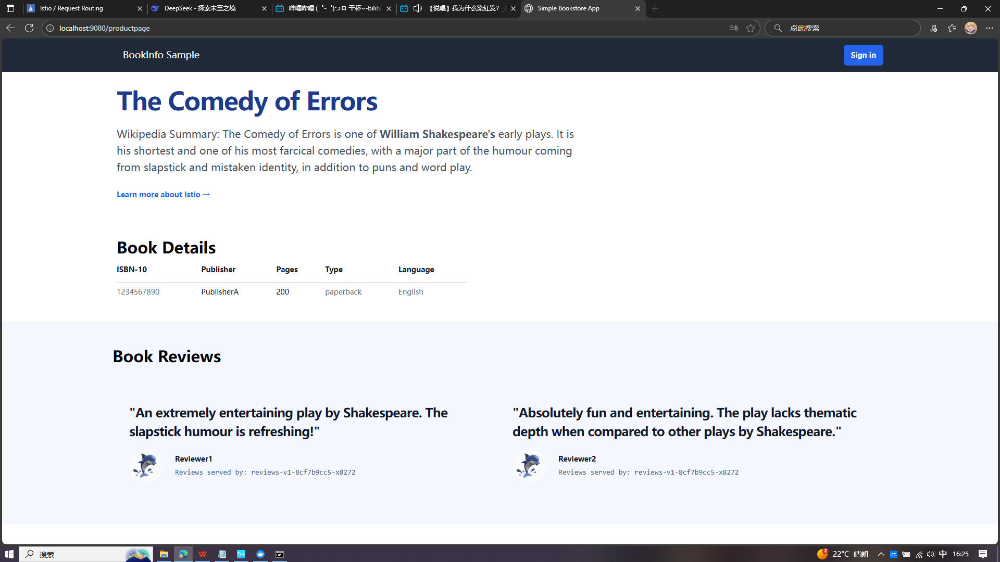 Istio / Request Routing
DeepSeek - 探索未至之境
哔哩哔哩 (゜-゜)つロ 干杯~-bilibi
【说唱】我为什么染红发？_
Simple Bookstore App
localhost:9080/productpage
点此搜索
BookInfo Sample
Sign in
The Comedy of Errors
Wikipedia Summary: The Comedy of Errors is one of William Shakespeare's early plays. It is
his shortest and one of his most farcical comedies, with a major part of the humour coming
from slapstick and mistaken identity, in addition to puns and word play.
Learn more about Istio →
Book Details
ISBN-10 Publisher Pages Type Language
1234567890 PublisherA 200 paperback English
Book Reviews
"An extremely entertaining play by Shakespeare. The
slapstick humour is refreshing!"
Reviewer1
Reviews served by: reviews-v1-8cf7b9cc5-x8272
"Absolutely fun and entertaining. The play lacks thematic
depth when compared to other plays by Shakespeare."
Reviewer2
Reviews served by: reviews-v1-8cf7b9cc5-x8272
搜索
2
22°C 晴朗
中
16:25